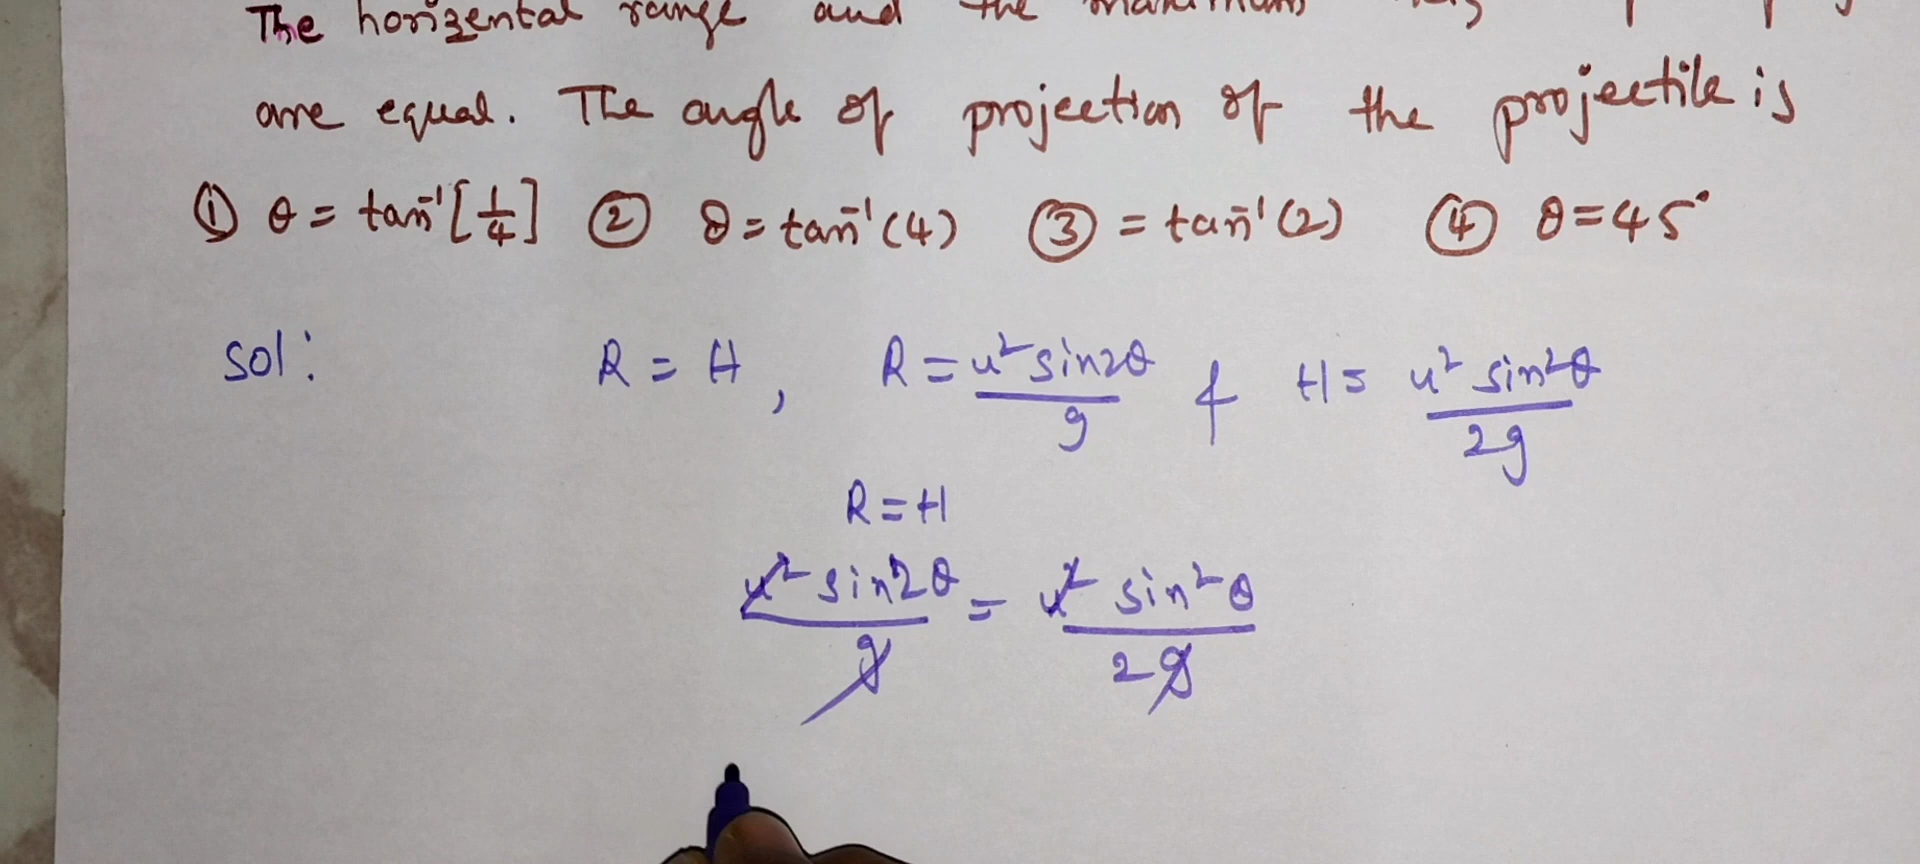 The horizental range and the maximum
are equal. The angle of projection of the projectile is
① θ = tan⁻¹[1/4] ② θ = tan⁻¹(4) ③ = tan⁻¹(2) ④ θ = 45°
Sol: R = H, R = u² sin2θ / g & H = u² sin²θ / 2g
R = H
u² sin2θ / g = u² sin²θ / 2g